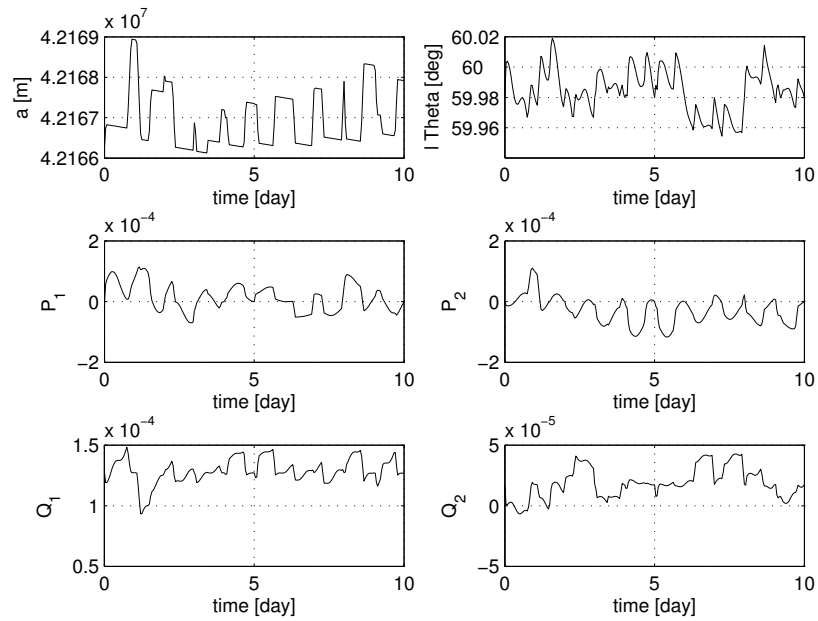 x 10^7
4.2169
4.2168
4.2167
4.2166
a [m]
0 5 10
time [day]
60.02
60
59.98
59.96
l Theta [deg]
0 5 10
time [day]
x 10^−4
2
0
−2
P_1
0 5 10
time [day]
x 10^−4
2
0
−2
P_2
0 5 10
time [day]
x 10^−4
1.5
1
0.5
Q_1
0 5 10
time [day]
x 10^−5
5
0
−5
Q_2
0 5 10
time [day]